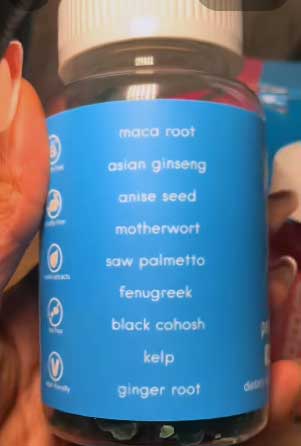 maca root
asian ginseng
anise seed
motherwort
saw palmetto
fenugreek
black cohosh
kelp
ginger root